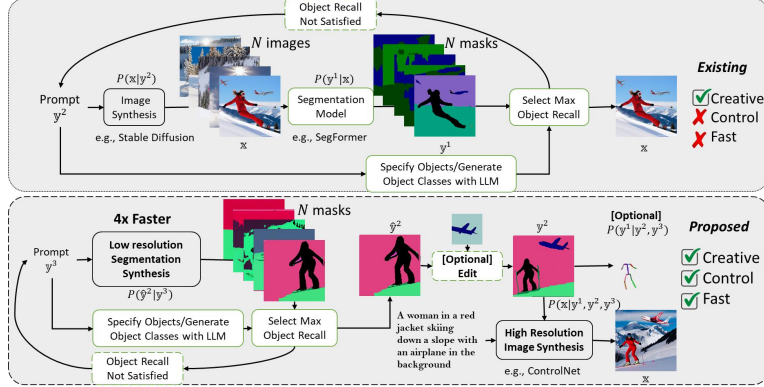 Object Recall
Not Satisfied
N images
N masks
P(𝕩|𝕪²)
P(𝕪¹|𝕩)
Prompt
𝕪²
Image
Synthesis
Segmentation
Model
Select Max
Object Recall
e.g., Stable Diffusion
𝕩
e.g., SegFormer
𝕪¹
𝕩
Specify Objects/Generate
Object Classes with LLM
Existing
Creative
Control
Fast
4x Faster
N masks
Prompt
𝕪³
Low resolution
Segmentation
Synthesis
P(ŷ²|𝕪³)
Specify Objects/Generate
Object Classes with LLM
Select Max
Object Recall
Object Recall
Not Satisfied
ŷ²
[Optional]
Edit
𝕪²
[Optional]
P(𝕪¹|𝕪², 𝕪³)
P(𝕩|𝕪¹, 𝕪², 𝕪³)
A woman in a red
jacket skiing
down a slope with
an airplane in the
background
High Resolution
Image Synthesis
e.g., ControlNet
𝕩
Proposed
Creative
Control
Fast